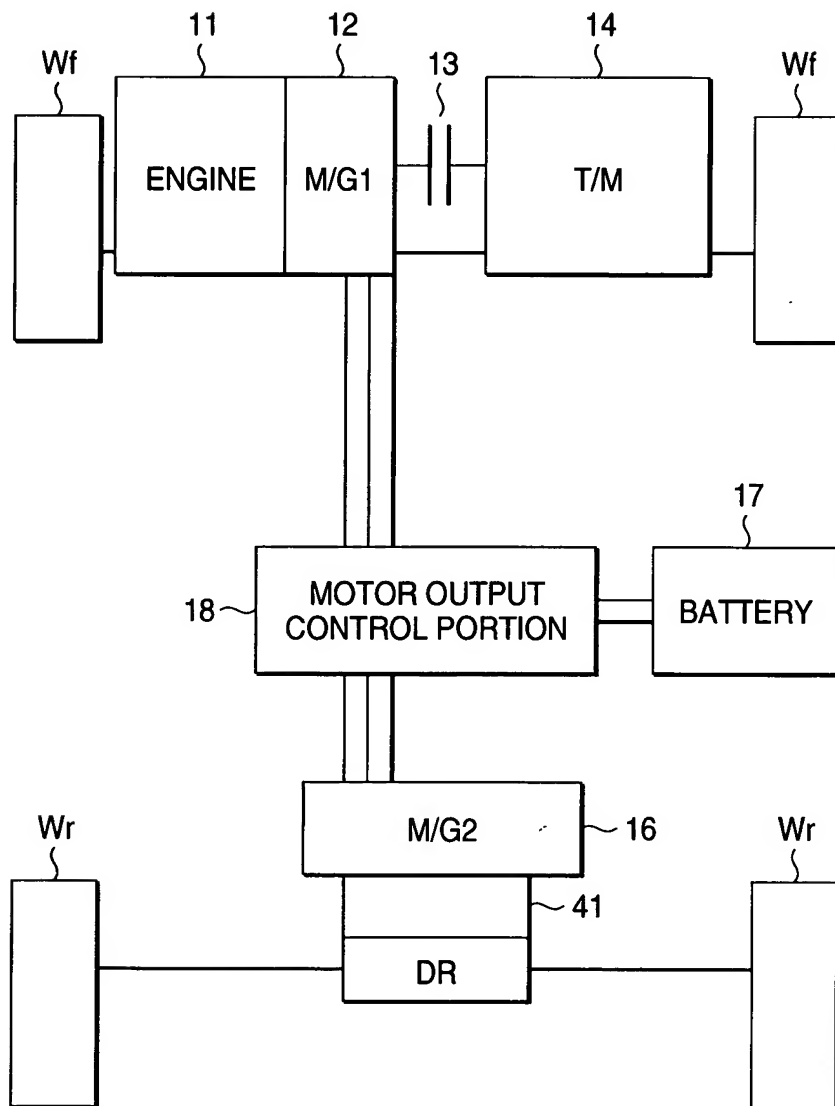 11
12
13
14
Wf
Wf
ENGINE
M/G1
T/M
17
18
MOTOR OUTPUT
CONTROL PORTION
BATTERY
M/G2
16
Wr
Wr
41
DR